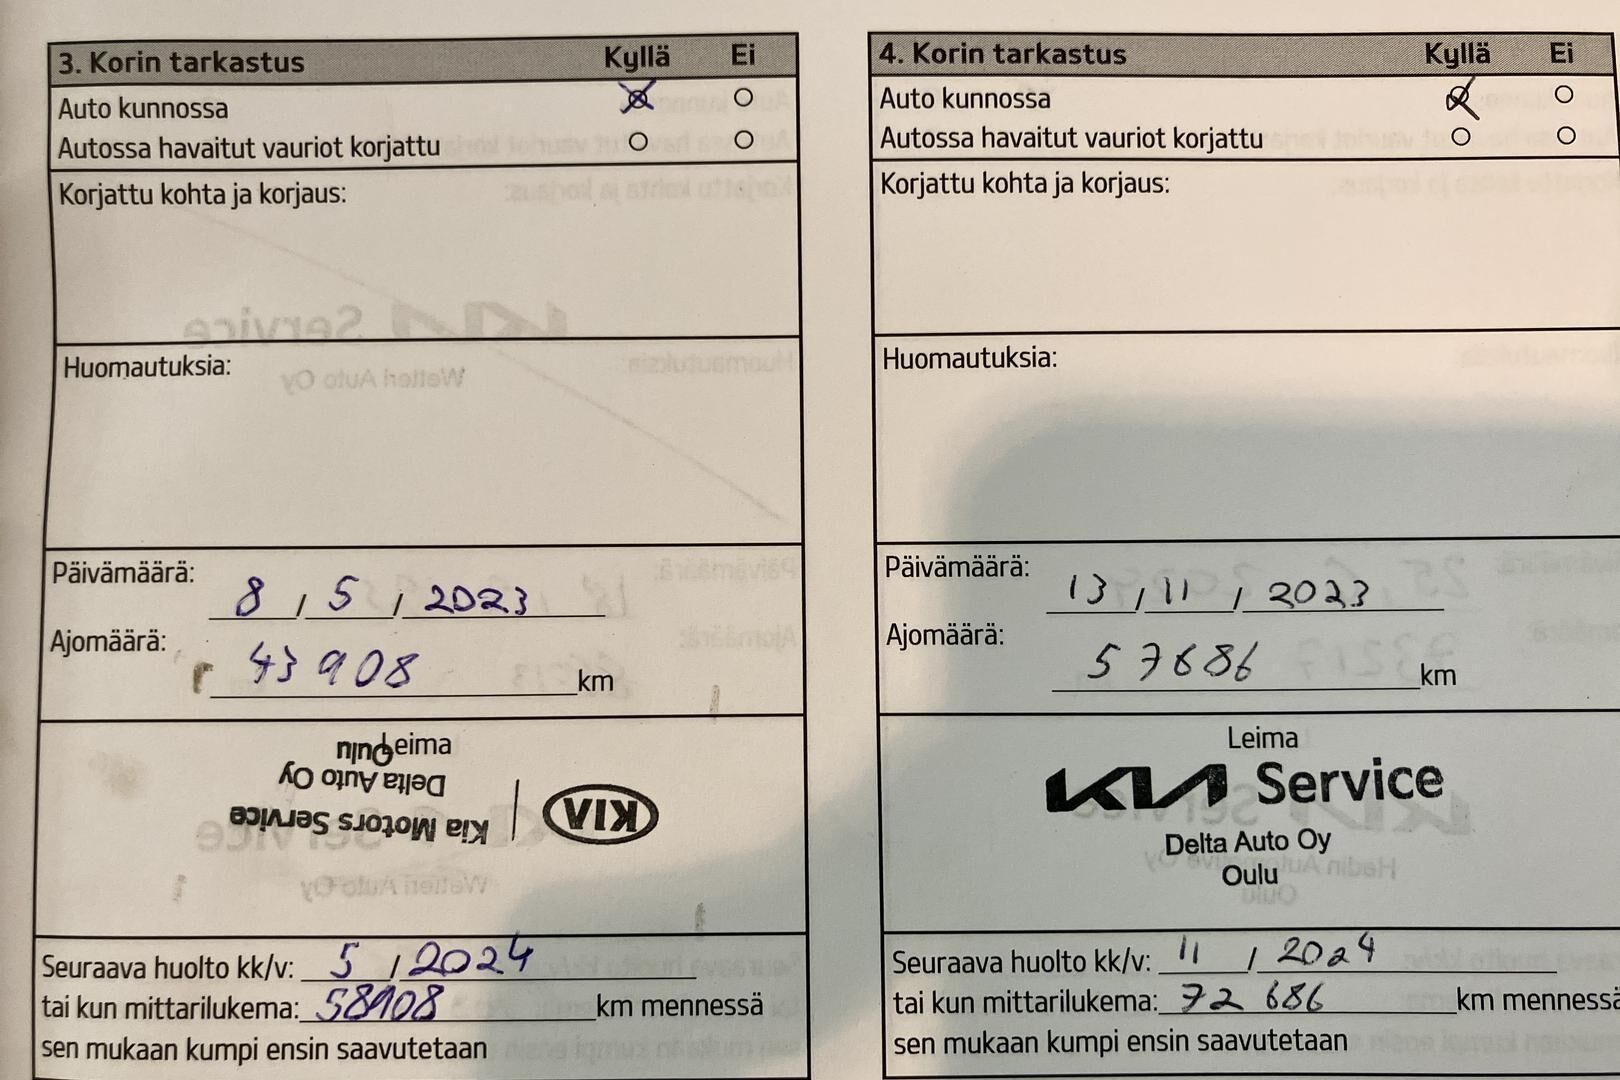 3. Korin tarkastus Kyllä Ei
Auto kunnossa
Autossa havaitut vauriot korjattu
Korjattu kohta ja korjaus:
Huomautuksia:
Päivämäärä: 8 / 5 / 2023
Ajomäärä: 43 908 km
Leima
Oulu
Delta Auto Oy
Kia Motors Service
KIA
Seuraava huolto kk/v: 5 / 2024
tai kun mittarilukema: 58908 km mennessä
sen mukaan kumpi ensin saavutetaan
4. Korin tarkastus Kyllä Ei
Auto kunnossa
Autossa havaitut vauriot korjattu
Korjattu kohta ja korjaus:
Huomautuksia:
Päivämäärä: 13 / 11 / 2023
Ajomäärä: 57686 km
Leima
KIA Service
Delta Auto Oy
Oulu
Seuraava huolto kk/v: 11 / 2024
tai kun mittarilukema: 72 686 km mennessä
sen mukaan kumpi ensin saavutetaan